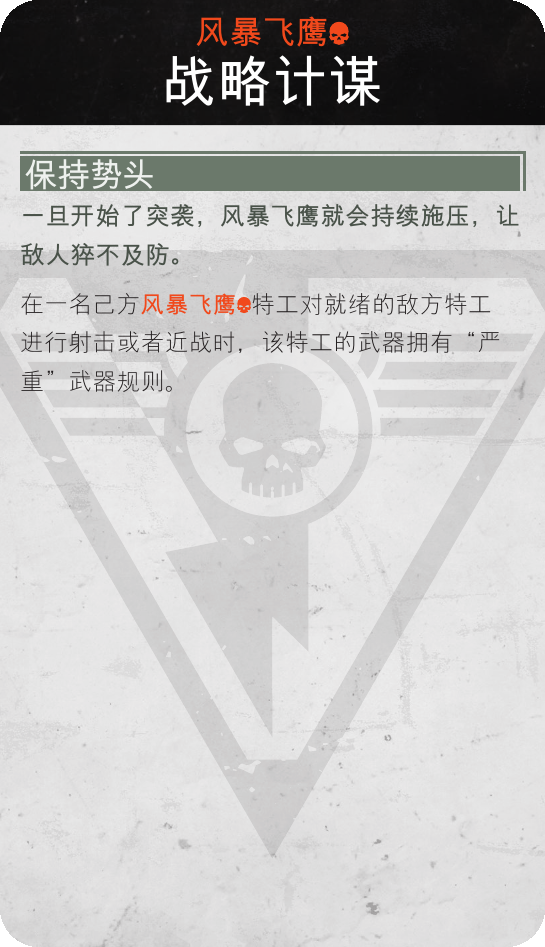 风暴飞鹰
战略计谋
保持势头
一旦开始了突袭，风暴飞鹰就会持续施压，让
敌人猝不及防。
在一名己方风暴飞鹰特工对就绪的敌方特工
进行射击或者近战时，该特工的武器拥有“严
重”武器规则。